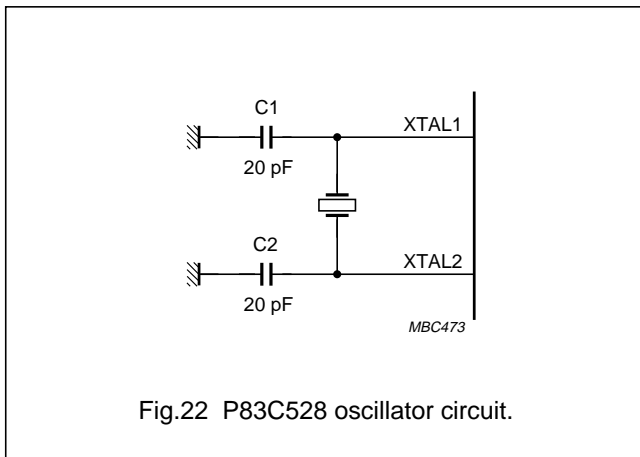 C1
XTAL1
20 pF
C2
XTAL2
20 pF
MBC473
Fig.22 P83C528 oscillator circuit.